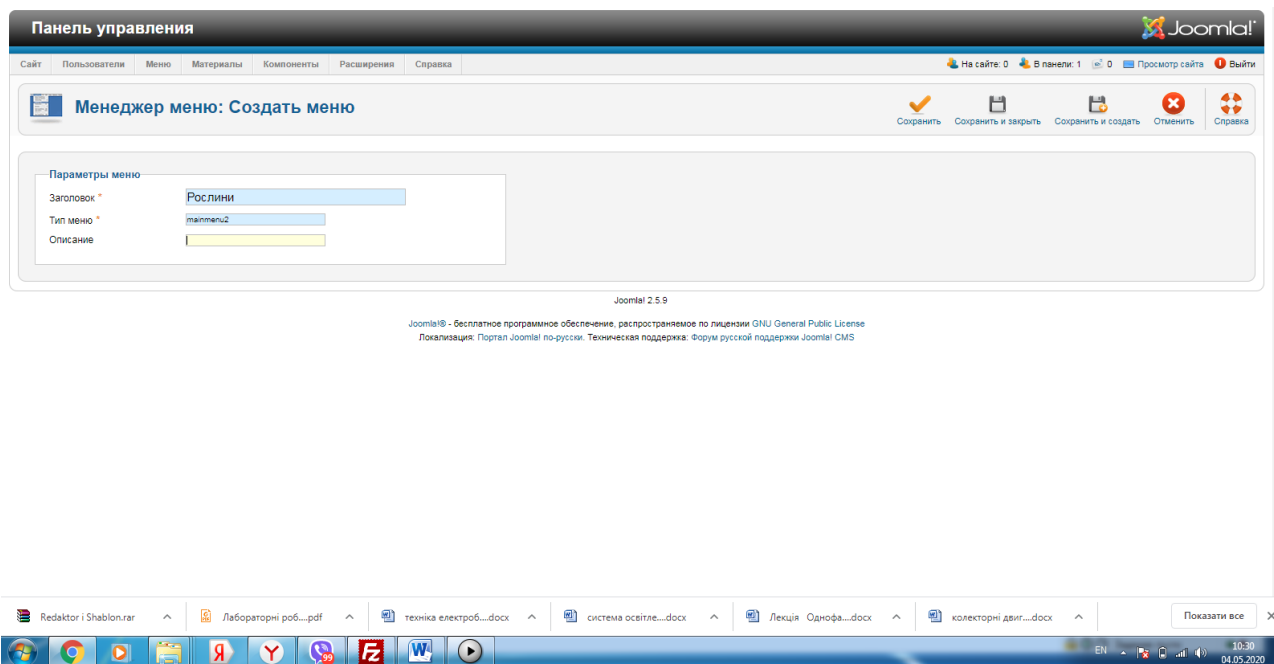 Панель управления
Joomla!
Сайт Пользователи Меню Материалы Компоненты Расширения Справка На сайте: 0 В панели: 1 0 Просмотр сайта Выйти
Менеджер меню: Создать меню
Сохранить Сохранить и закрыть Сохранить и создать Отменить Справка
Параметры меню
Заголовок * Рослини
Тип меню * mainmenu2
Описание
Joomla! 2.5.9
Joomla!® - бесплатное программное обеспечение, распространяемое по лицензии GNU General Public License
Локализация: Портал Joomla! по-русски. Техническая поддержка: Форум русской поддержки Joomla! CMS
Redaktor i Shablon.rar Лабораторні роб....pdf техніка електроб....docx система освітле....docx Лекція Однофа....docx колекторні двиг....docx Показати все
99
EN 10:30
04.05.2020